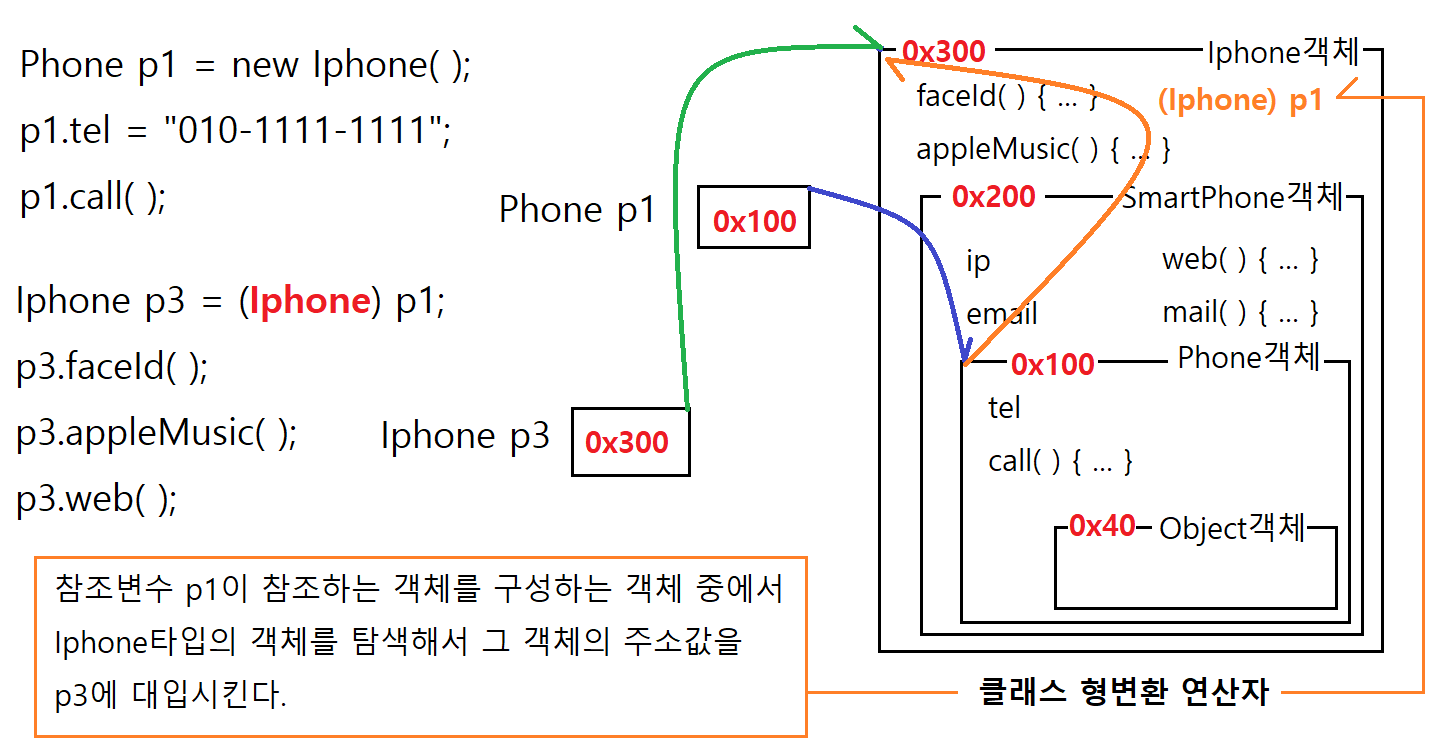 Phone p1 = new Iphone( );
p1.tel = "010-1111-1111";
p1.call( );
Iphone p3 = (Iphone) p1;
p3.faceId( );
p3.appleMusic( );
p3.web( );
Phone p1
0x100
Iphone p3
0x300
0x300
Iphone객체
faceId( ) { ... }
(Iphone) p1
appleMusic( ) { ... }
0x200
SmartPhone객체
ip
web( ) { ... }
email
mail( ) { ... }
0x100
Phone객체
tel
call( ) { ... }
0x40
Object객체
참조변수 p1이 참조하는 객체를 구성하는 객체 중에서
Iphone타입의 객체를 탐색해서 그 객체의 주소값을
p3에 대입시킨다.
클래스 형변환 연산자